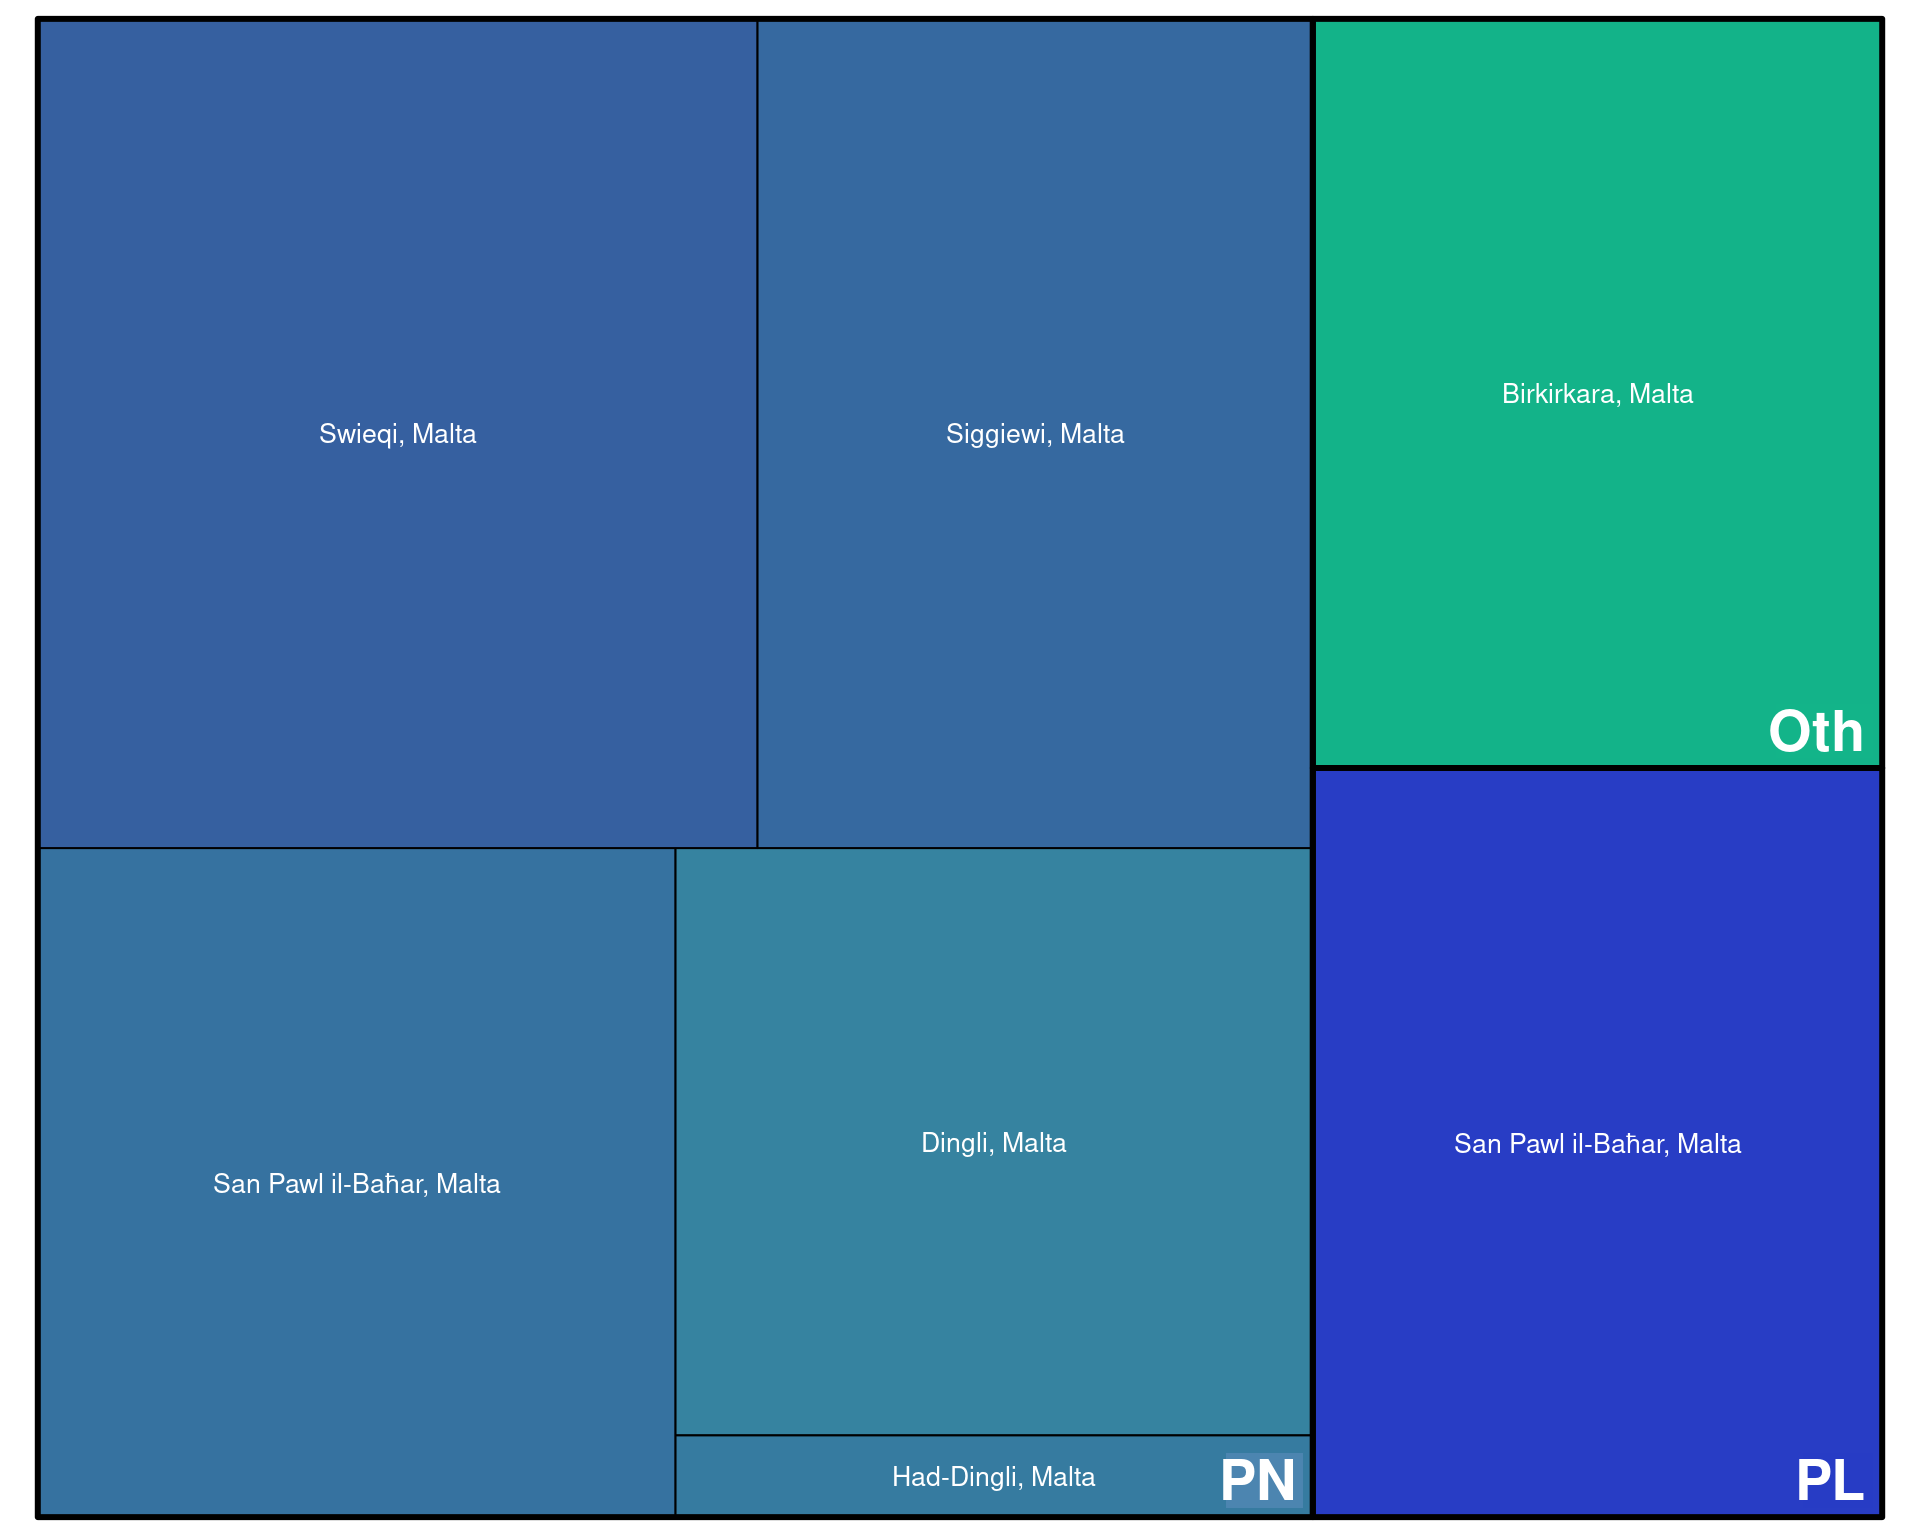 Swieqi, Malta
Siggiewi, Malta
Birkirkara, Malta
Oth
San Pawl il-Baħar, Malta
Dingli, Malta
San Pawl il-Baħar, Malta
Had-Dingli, Malta
PN
PL